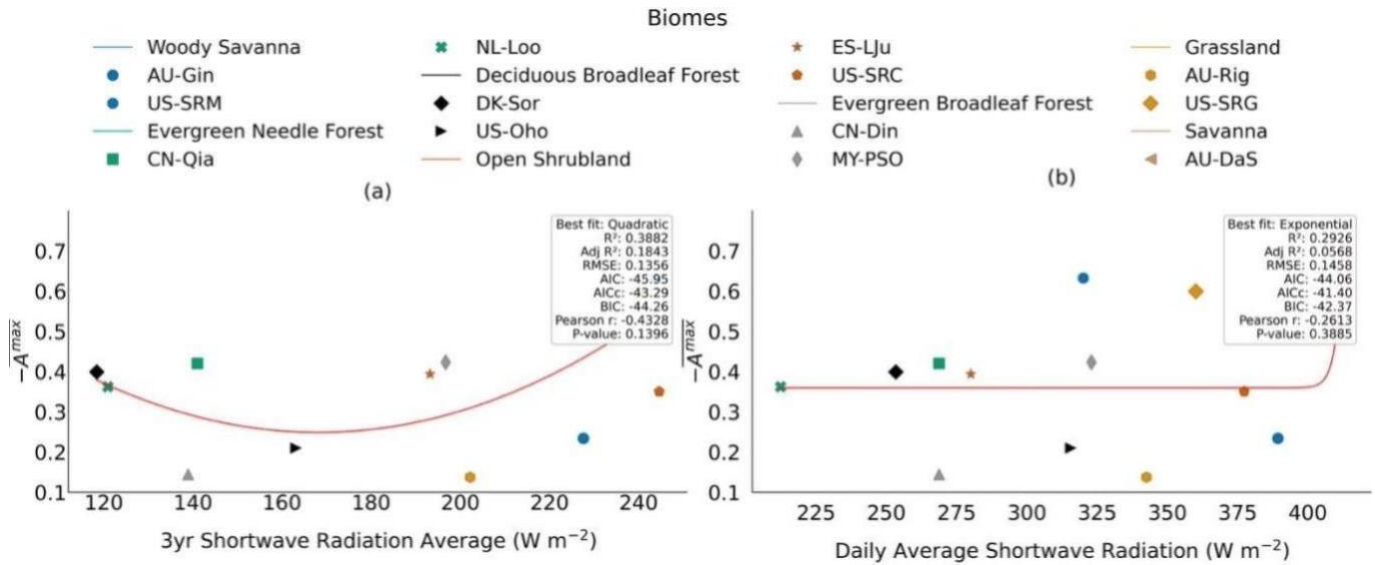 Biomes
Woody Savanna
AU-Gin
US-SRM
Evergreen Needle Forest
CN-Qia
NL-Loo
Deciduous Broadleaf Forest
DK-Sor
US-Oho
Open Shrubland
ES-LJu
US-SRC
Evergreen Broadleaf Forest
CN-Din
MY-PSO
Grassland
AU-Rig
US-SRG
Savanna
AU-DaS
(a)
Best fit: Quadratic
R²: 0.3882
Adj R²: 0.1843
RMSE: 0.1356
AIC: -45.95
AICc: -43.29
BIC: -44.26
Pearson r: -0.4328
P-value: 0.1396
0.7
0.6
0.5
0.4
0.3
0.2
0.1
-A^max
120
140
160
180
200
220
240
3yr Shortwave Radiation Average (W m⁻²)
(b)
Best fit: Exponential
R²: 0.2926
Adj R²: 0.0568
RMSE: 0.1458
AIC: -44.06
AICc: -41.40
BIC: -42.37
Pearson r: -0.2613
P-value: 0.3885
0.7
0.6
0.5
0.4
0.3
0.2
0.1
-A^max
225
250
275
300
325
350
375
400
Daily Average Shortwave Radiation (W m⁻²)